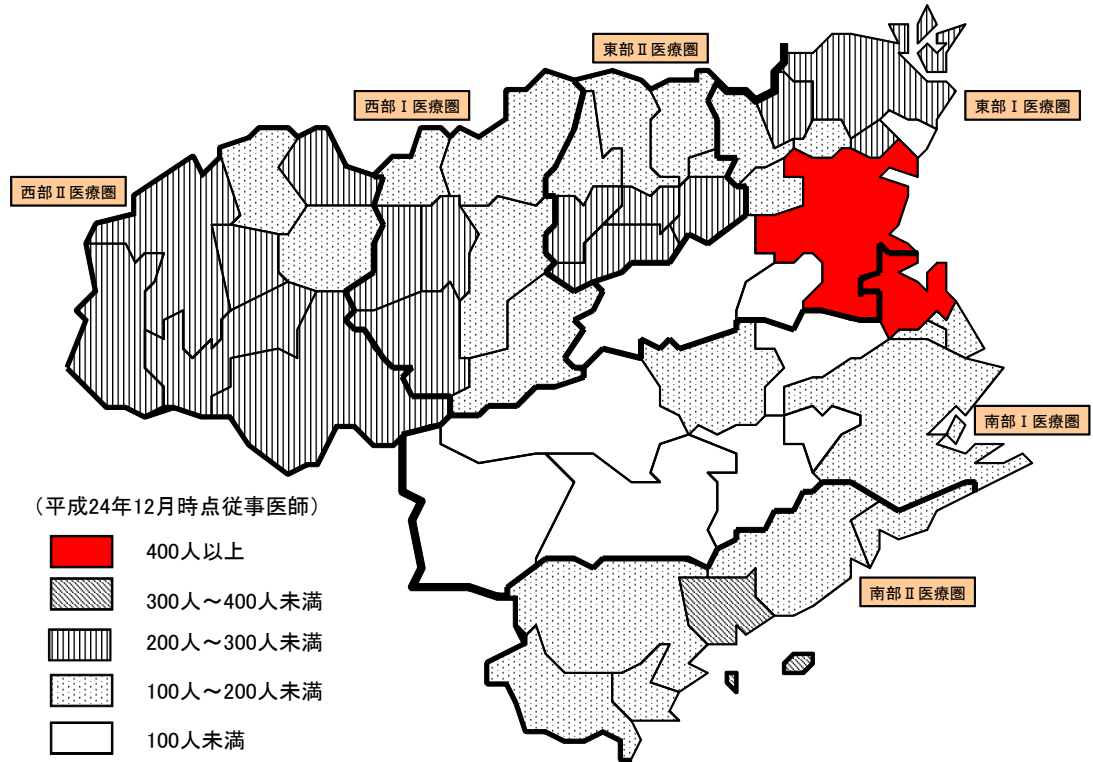 東部Ⅱ医療圏
西部Ⅰ医療圏
東部Ⅰ医療圏
西部Ⅱ医療圏
南部Ⅰ医療圏
（平成24年12月時点従事医師）
400人以上
300人～400人未満
南部Ⅱ医療圏
200人～300人未満
100人～200人未満
100人未満